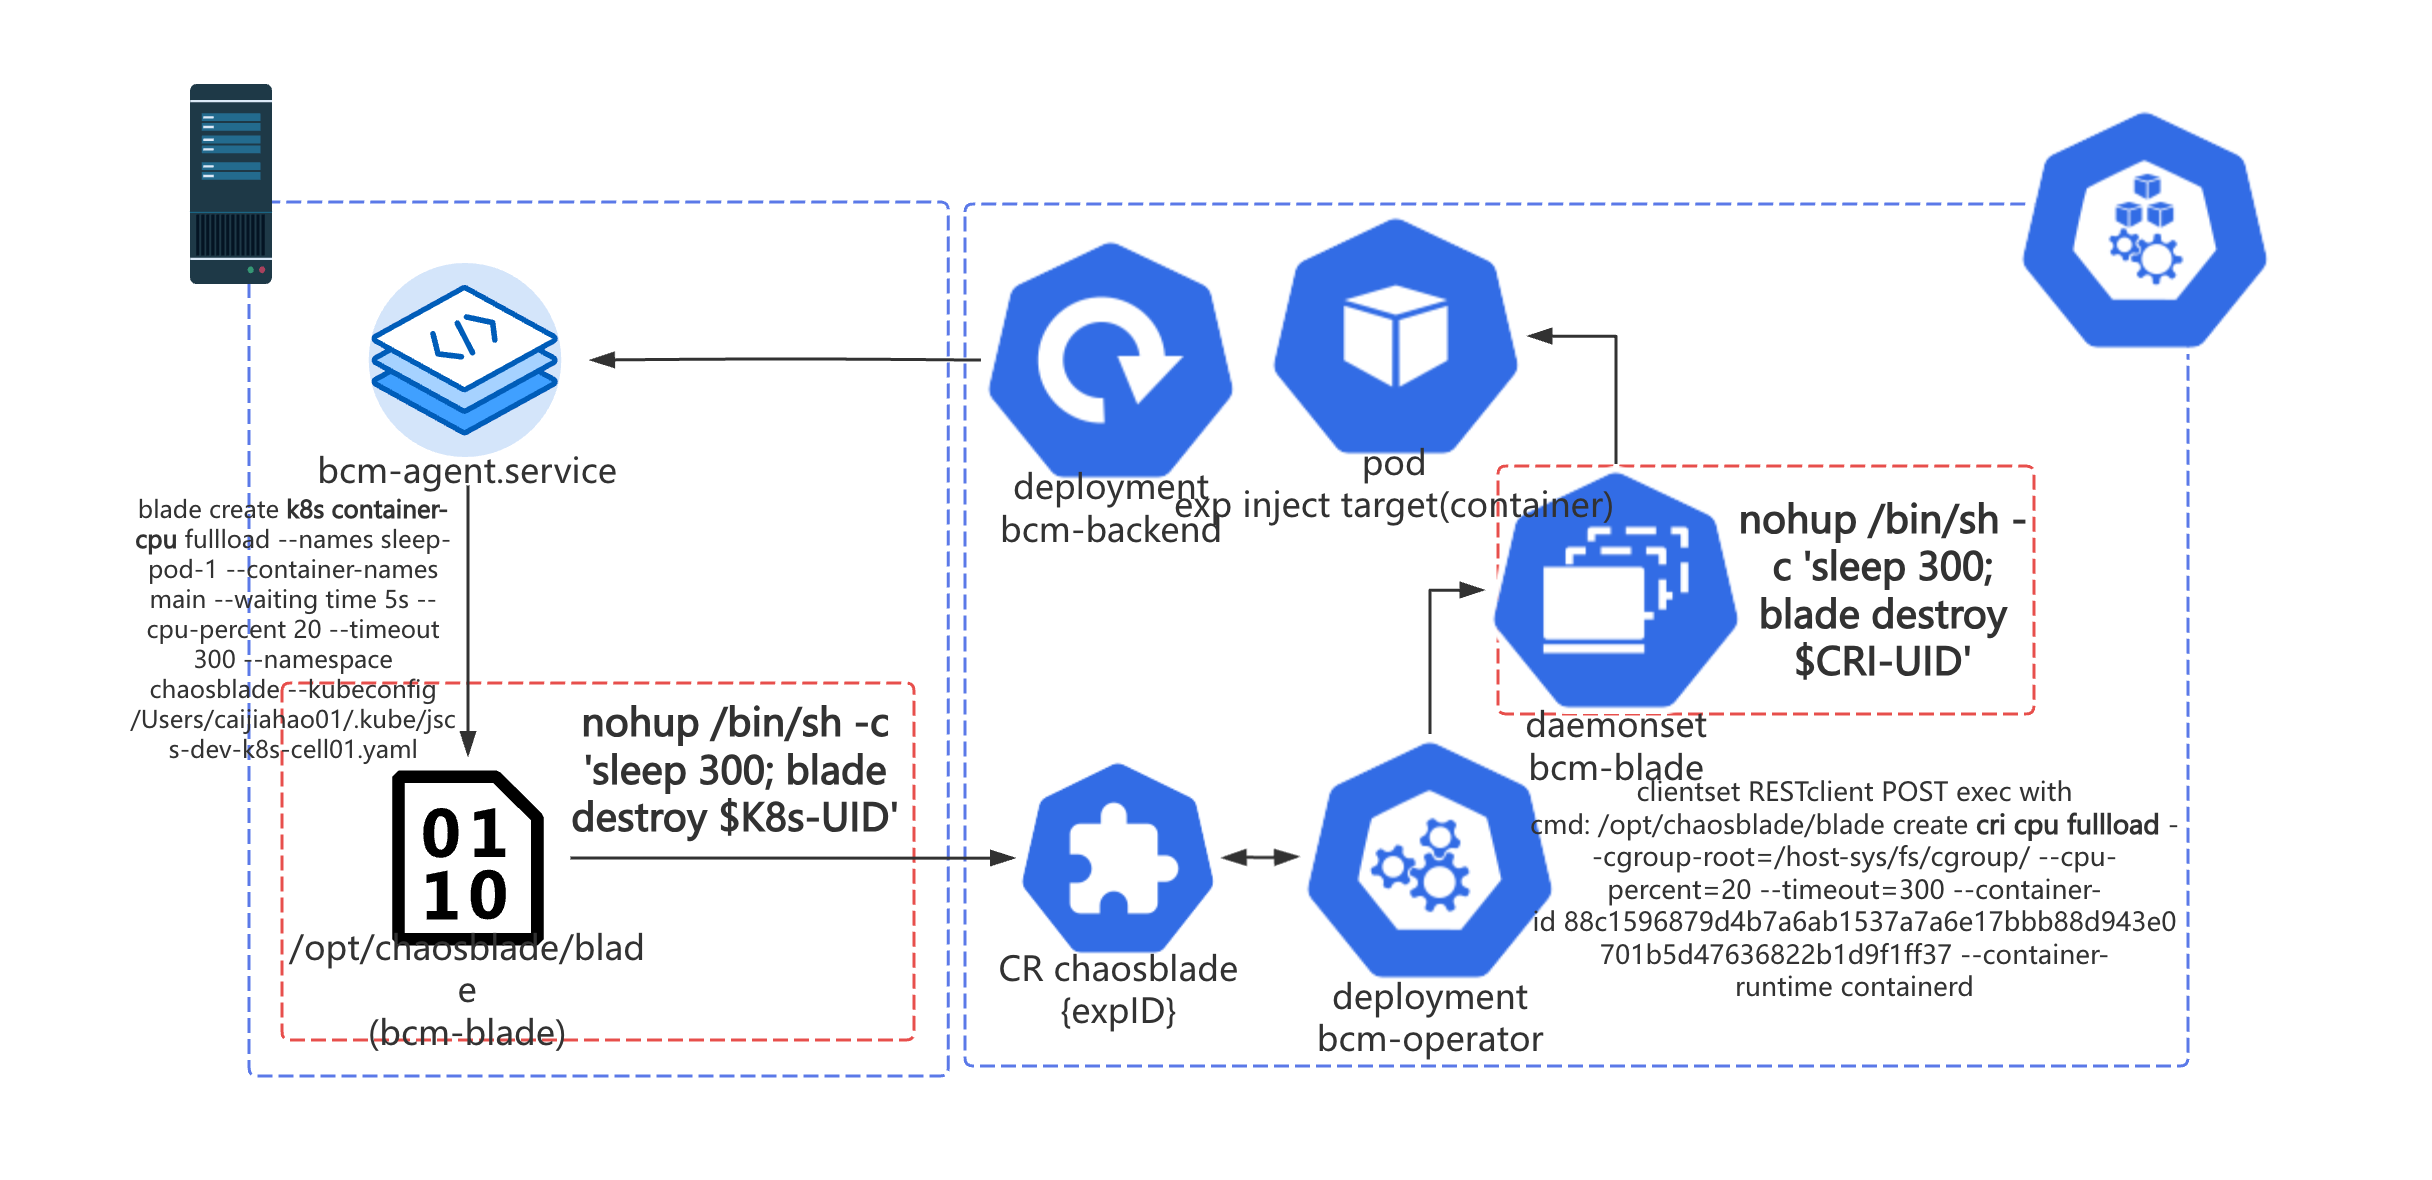 bcm-agent.service
blade create k8s container-
cpu fullload --names sleep-
pod-1 --container-names
main --waiting time 5s --
cpu-percent 20 --timeout
300 --namespace
chaosblade --kubeconfig
/Users/caijiahao01/.kube/jsc
s-dev-k8s-cell01.yaml
nohup /bin/sh -c
'sleep 300; blade
destroy $K8s-UID'
01
10
/opt/chaosblade/blad
e
(bcm-blade)
deployment
bcm-backend
pod
exp inject target(container)
nohup /bin/sh -
c 'sleep 300;
blade destroy
$CRI-UID'
daemonset
bcm-blade
CR chaosblade
{expID}
deployment
bcm-operator
clientset RESTclient POST exec with
cmd: /opt/chaosblade/blade create cri cpu fullload -
-cgroup-root=/host-sys/fs/cgroup/ --cpu-
percent=20 --timeout=300 --container-
id 88c1596879d4b7a6ab1537a7a6e17bbb88d943e0
701b5d47636822b1d9f1ff37 --container-
runtime containerd